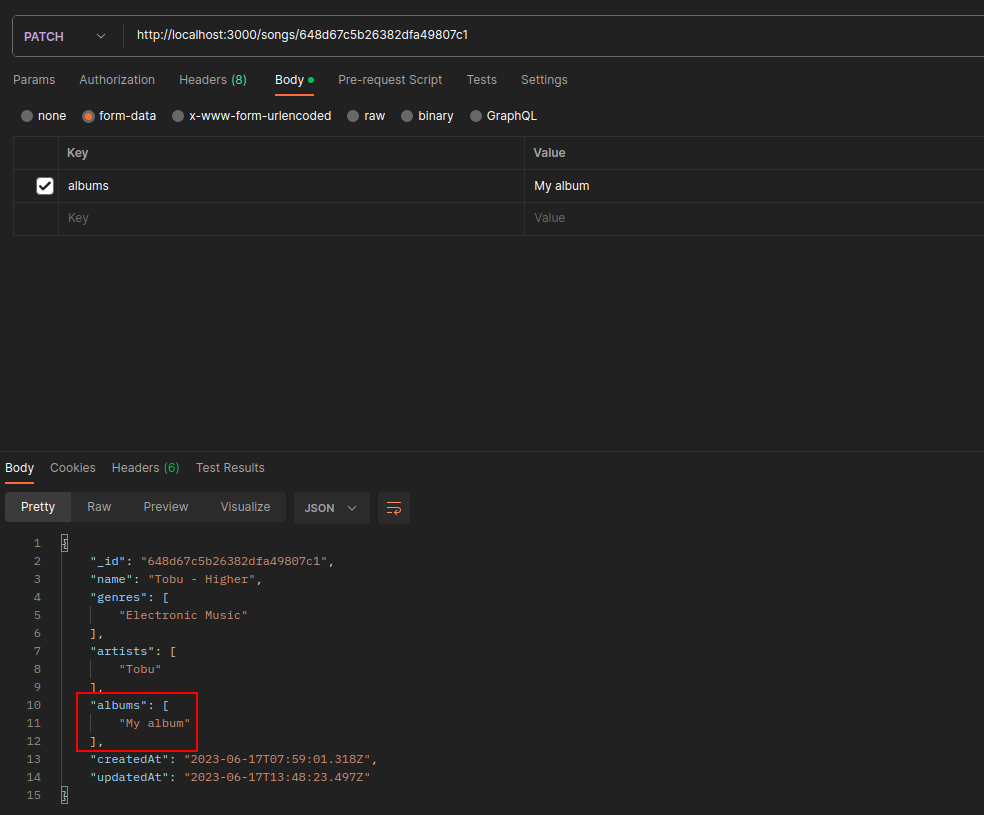 PATCH http://localhost:3000/songs/648d67c5b26382dfa49807c1
Params Authorization Headers (8) Body Pre-request Script Tests Settings
none form-data x-www-form-urlencoded raw binary GraphQL
Key Value
albums My album
Key Value
Body Cookies Headers (6) Test Results
Pretty Raw Preview Visualize JSON
1 {
2 "_id": "648d67c5b26382dfa49807c1",
3 "name": "Tobu - Higher",
4 "genres": [
5 "Electronic Music"
6 ],
7 "artists": [
8 "Tobu"
9 ],
10 "albums": [
11 "My album"
12 ],
13 "createdAt": "2023-06-17T07:59:01.318Z",
14 "updatedAt": "2023-06-17T13:48:23.497Z"
15 }